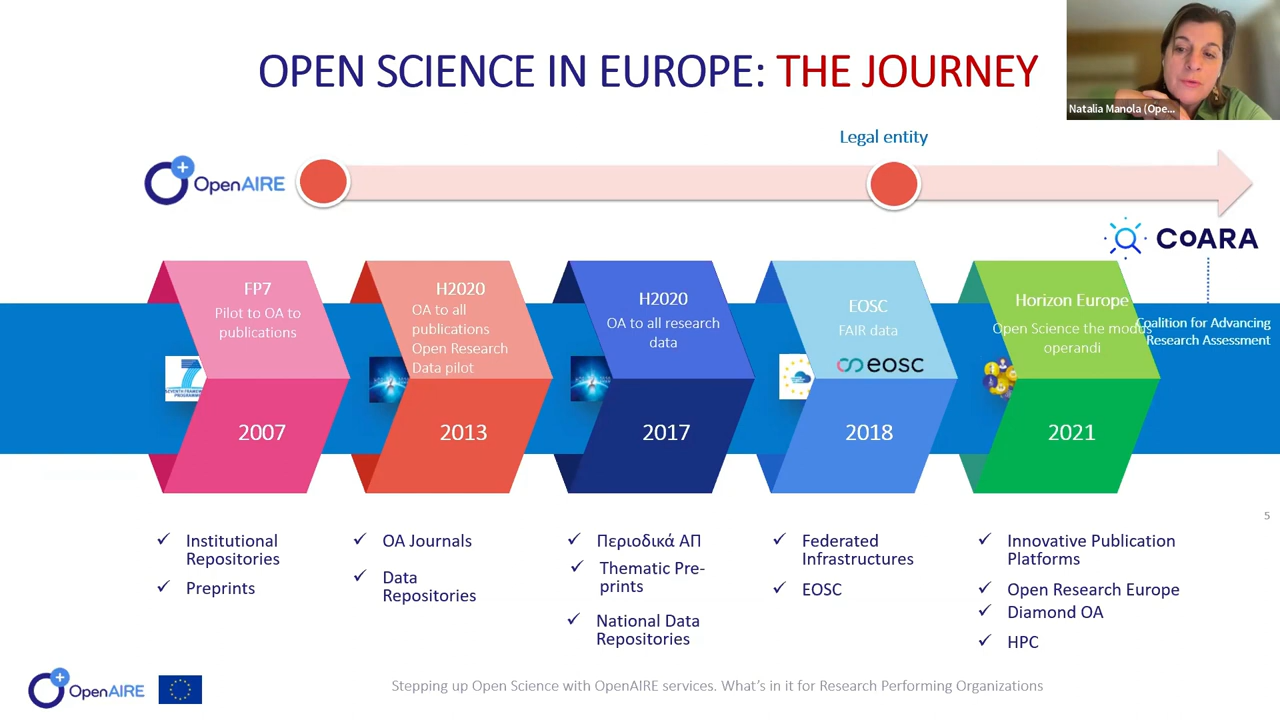 OPEN SCIENCE IN EUROPE: THE JOURNEY
Natalia Manola (Ope...
Legal entity
OpenAIRE
CoARA
FP7
Pilot to OA to
publications
H2020
OA to all
publications
Open Research
Data pilot
H2020
OA to all research
data
EOSC
FAIR data
eosc
Horizon Europe
Open Science the modus
operandi
Coalition for Advancing
Research Assessment
7
SEVENTH FRAMEWORK
PROGRAMME
2007
2013
2017
2018
2021
5
Institutional
Repositories
Preprints
OA Journals
Data
Repositories
Περιοδικά ΑΠ
Thematic Pre-
prints
National Data
Repositories
Federated
Infrastructures
EOSC
Innovative Publication
Platforms
Open Research Europe
Diamond OA
HPC
OpenAIRE
Stepping up Open Science with OpenAIRE services. What's in it for Research Performing Organizations